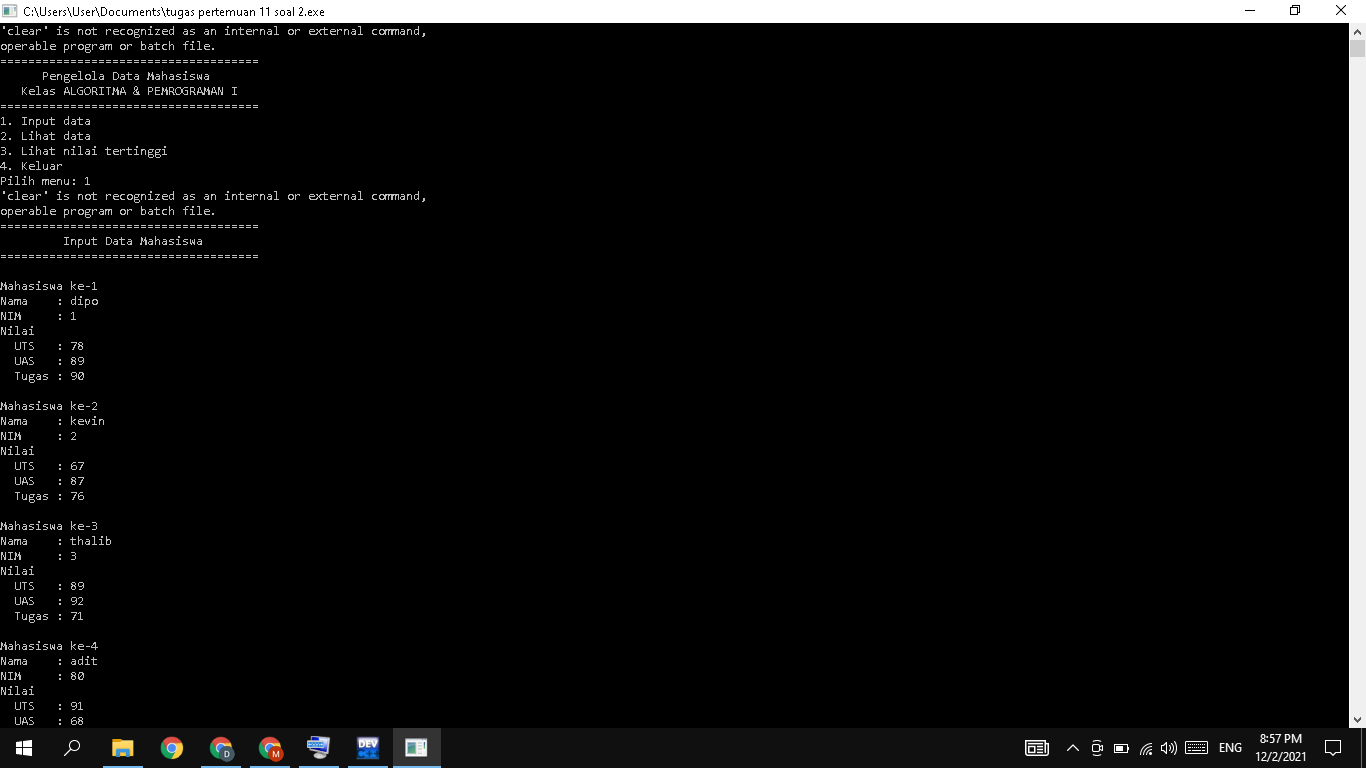 C:\Users\User\Documents\tugas pertemuan 11 soal 2.exe
'clear' is not recognized as an internal or external command,
operable program or batch file.
=====================================
Pengelola Data Mahasiswa
Kelas ALGORITMA & PEMROGRAMAN I
=====================================
1. Input data
2. Lihat data
3. Lihat nilai tertinggi
4. Keluar
Pilih menu: 1
'clear' is not recognized as an internal or external command,
operable program or batch file.
=====================================
Input Data Mahasiswa
=====================================
Mahasiswa ke-1
Nama : dipo
NIM : 1
Nilai
UTS : 78
UAS : 89
Tugas : 90
Mahasiswa ke-2
Nama : kevin
NIM : 2
Nilai
UTS : 67
UAS : 87
Tugas : 76
Mahasiswa ke-3
Nama : thalib
NIM : 3
Nilai
UTS : 89
UAS : 92
Tugas : 71
Mahasiswa ke-4
Nama : adit
NIM : 80
Nilai
UTS : 91
UAS : 68
D
M
DEV
ENG
8:57 PM
12/2/2021